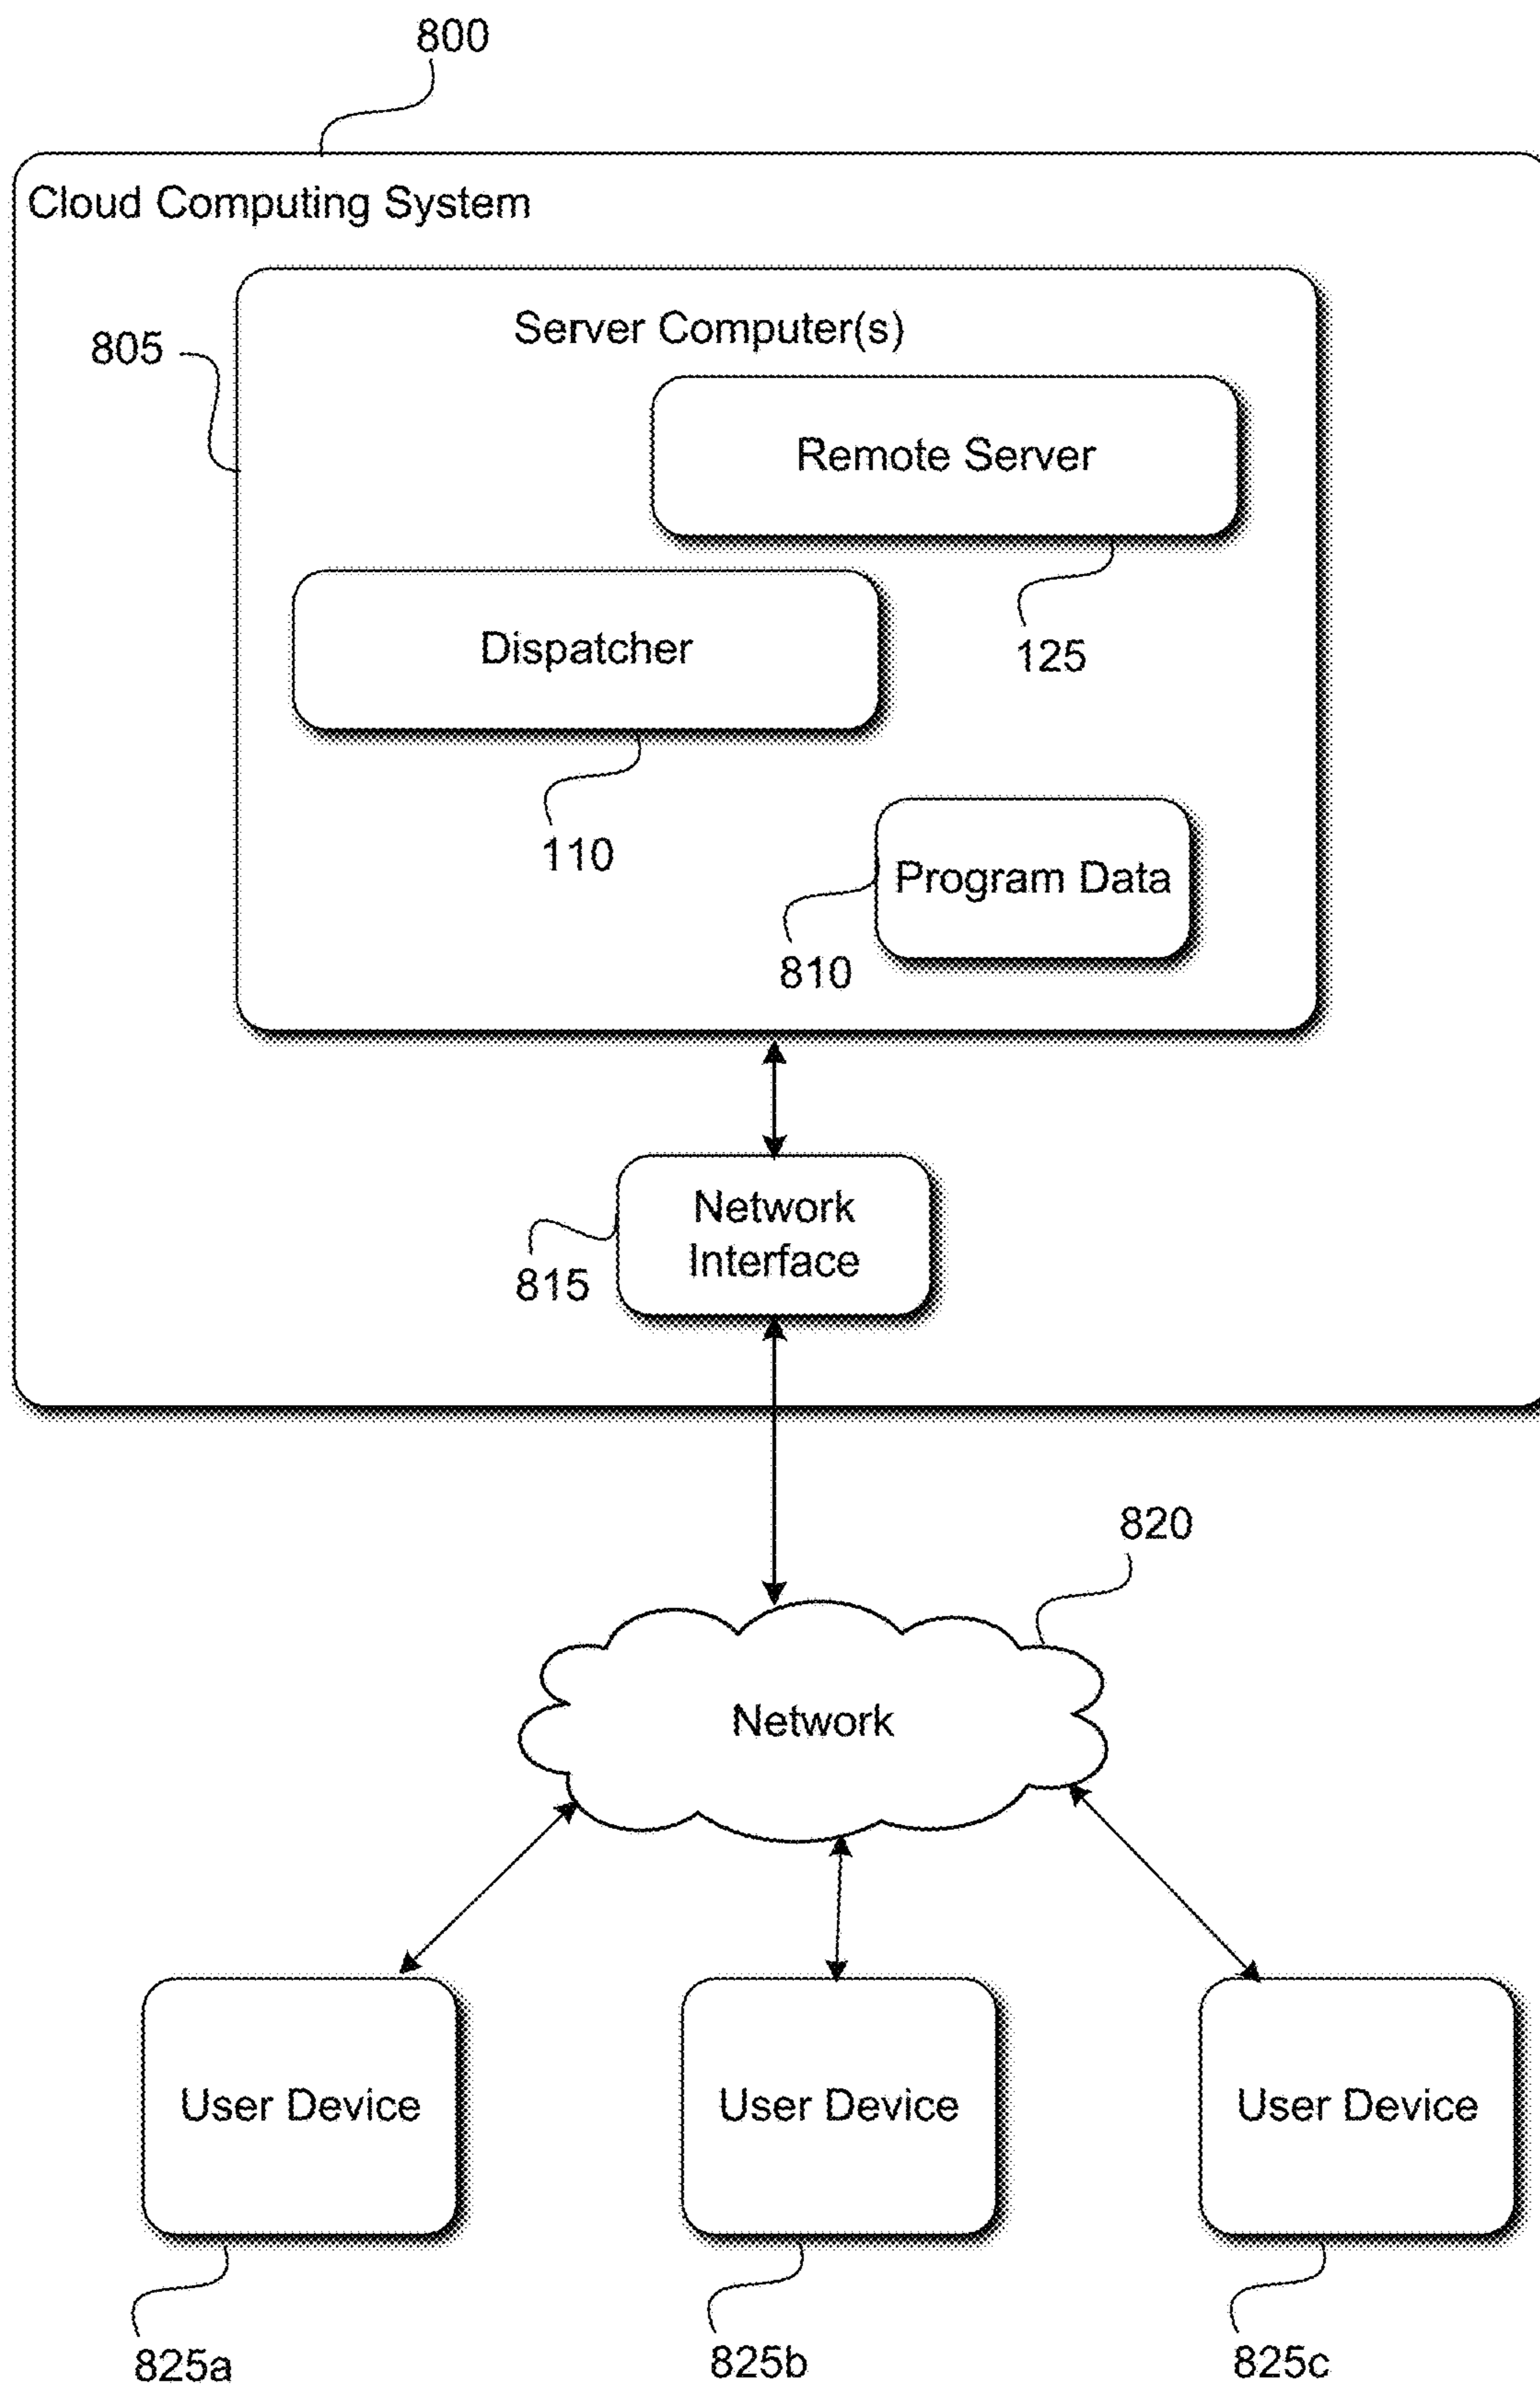 800
Cloud Computing System
Server Computer(s)
805
Remote Server
125
Dispatcher
110
Program Data
810
Network
Interface
815
820
Network
User Device
User Device
User Device
825a
825b
825c